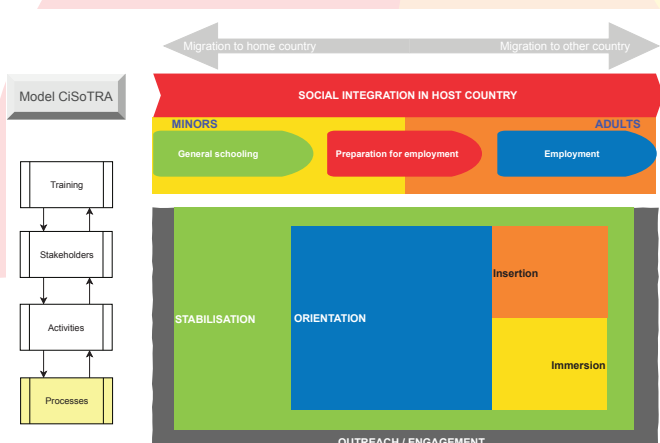 Migration to home country
Migration to other country
Model CiSoTRA
SOCIAL INTEGRATION IN HOST COUNTRY
MINORS
ADULTS
General schooling
Preparation for employment
Employment
Training
Stakeholders
Activities
Processes
Insertion
STABILISATION
ORIENTATION
Immersion
OUTREACH / ENGAGEMENT